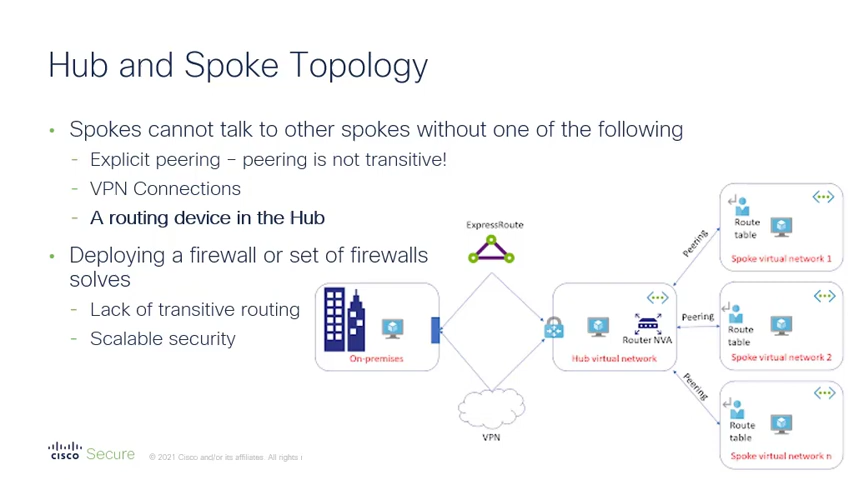 Hub and Spoke Topology
• Spokes cannot talk to other spokes without one of the following
- Explicit peering – peering is not transitive!
- VPN Connections
- A routing device in the Hub
• Deploying a firewall or set of firewalls
solves
- Lack of transitive routing
- Scalable security
ExpressRoute
On-premises
VPN
Router NVA
Hub virtual network
Peering
Peering
Peering
Route
table
Spoke virtual network 1
Route
table
Spoke virtual network 2
Route
table
Spoke virtual network n
CISCO Secure
© 2021 Cisco and/or its affiliates. All rights r